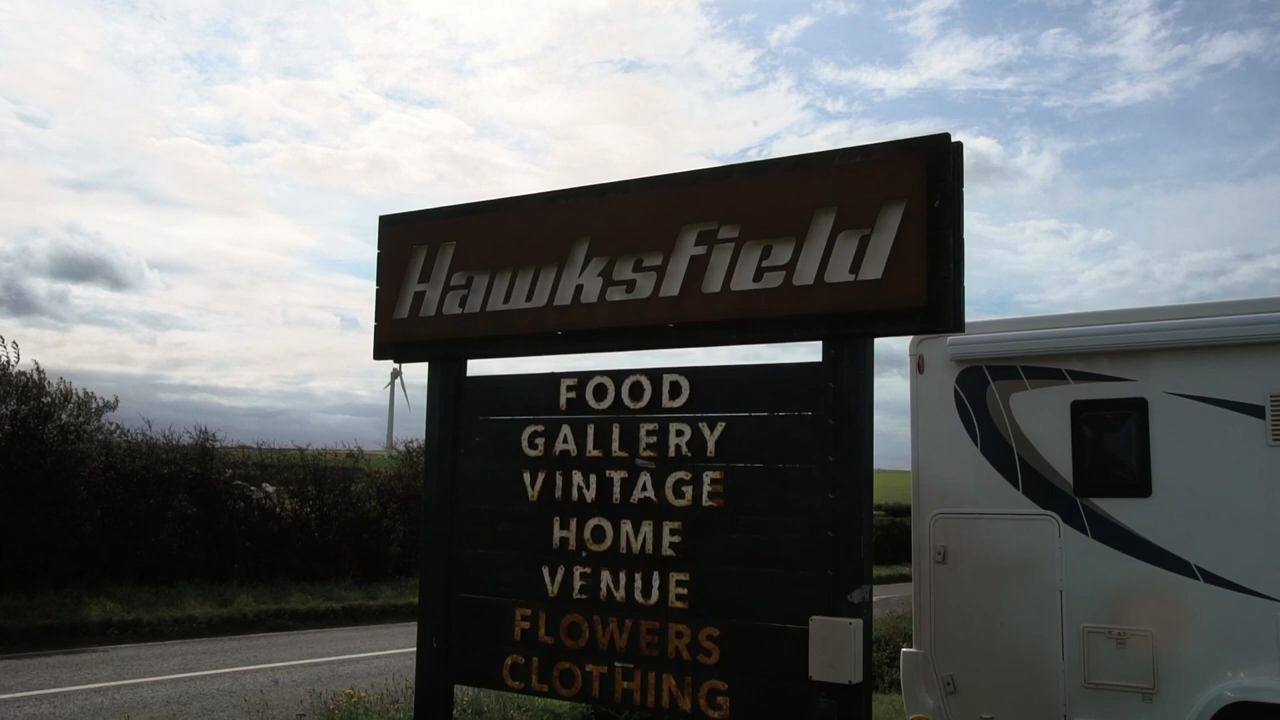 Hawksfield
FOOD
GALLERY
VINTAGE
HOME
VENUE
FLOWERS
CLOTHING